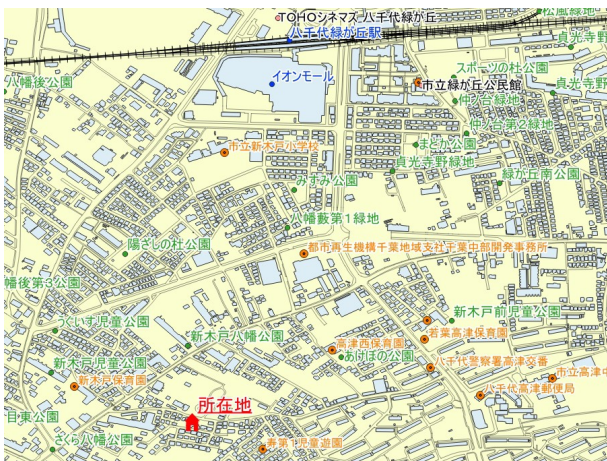 TOHOシネマズ 八千代緑が丘
松風緑地
八千代緑が丘駅
貞光寺野
イオンモール
スポーツの杜公園
八幡後公園
市立緑が丘公民館
貞光寺野
仲ノ台緑地
仲ノ台第2緑地
市立新木戸小学校
まとか公園
貞光寺野緑地
みずみ公園
緑が丘南公園
八幡藪第1緑地
陽ざしの杜公園
都市再生機構千葉地域支社千葉中部開発事務所
幡後第3公園
新木戸前児童公園
うぐいす児童公園
新木戸八幡公園
若葉高津保育園
高津西保育園
あけぼの公園
新木戸児童公園
八千代警察署高津交番
新木戸保育園
市立高津中
八千代高津郵便局
所在地
目東公園
さくら八幡公園
寿第1児童遊園